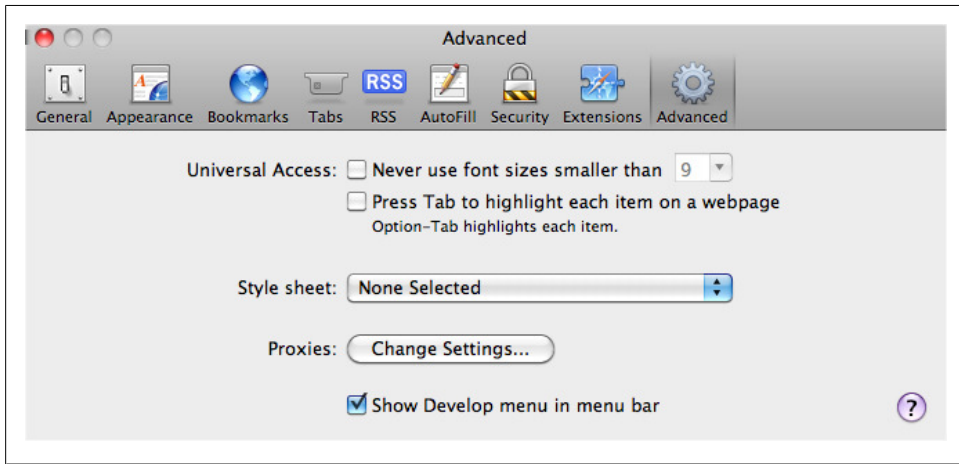 Advanced
RSS
General Appearance Bookmarks Tabs RSS AutoFill Security Extensions Advanced
Universal Access: Never use font sizes smaller than 9
Press Tab to highlight each item on a webpage
Option-Tab highlights each item.
Style sheet: None Selected
Proxies: Change Settings...
Show Develop menu in menu bar
?